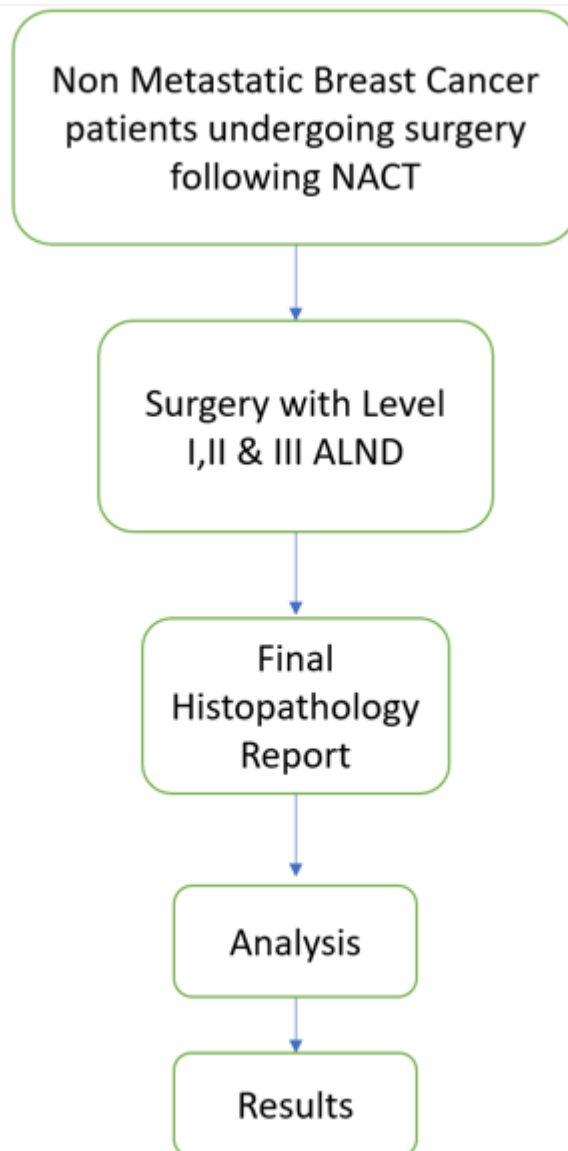 Non Metastatic Breast Cancer
patients undergoing surgery
following NACT
Surgery with Level
I,II & III ALND
Final
Histopathology
Report
Analysis
Results